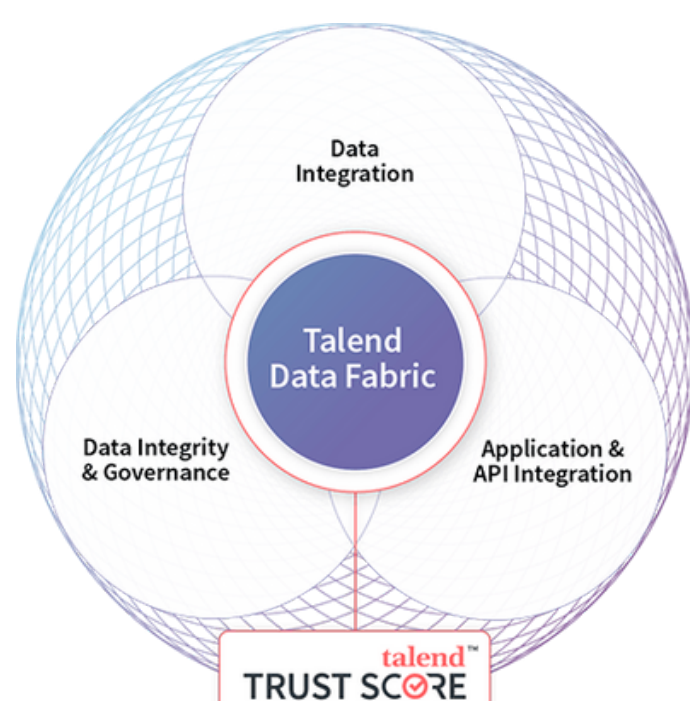 Data
Integration
Talend
Data Fabric
Data Integrity
& Governance
Application &
API Integration
talend™
TRUST SCORE